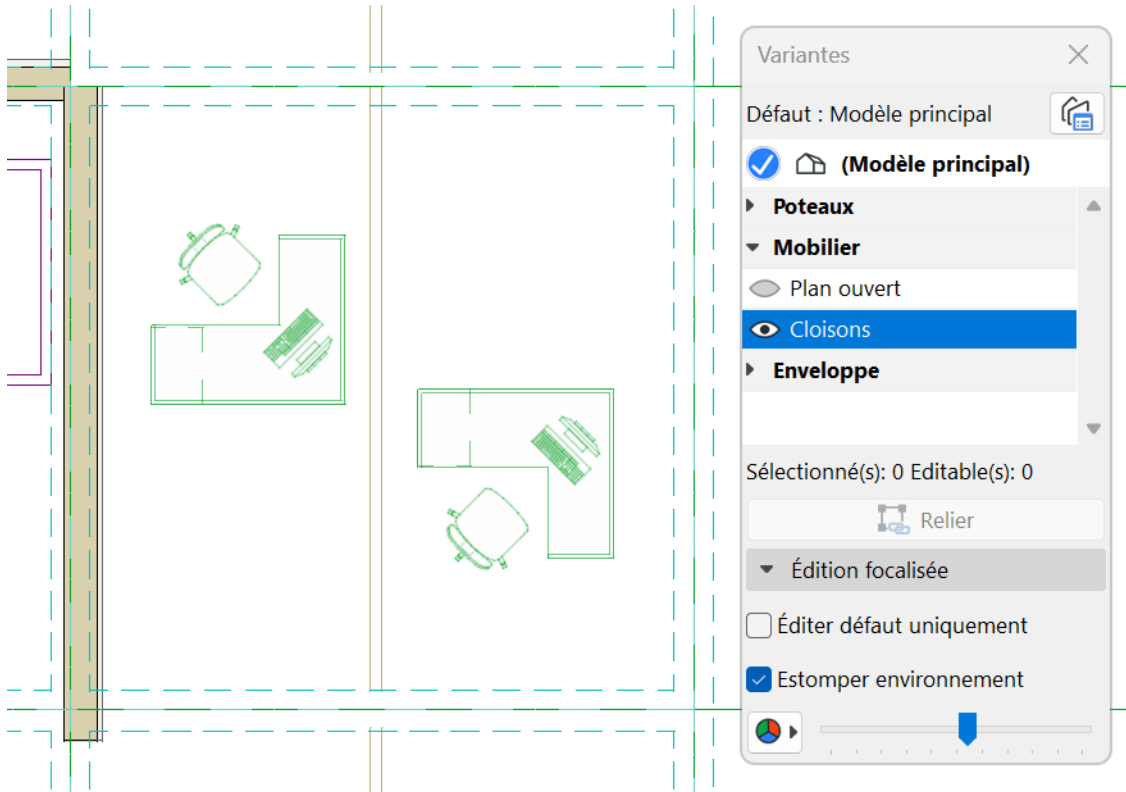 Variantes
Défaut : Modèle principal
(Modèle principal)
Poteaux
Mobilier
Plan ouvert
Cloisons
Enveloppe
Sélectionné(s): 0 Editable(s): 0
Relier
Édition focalisée
Éditer défaut uniquement
Estomper environnement